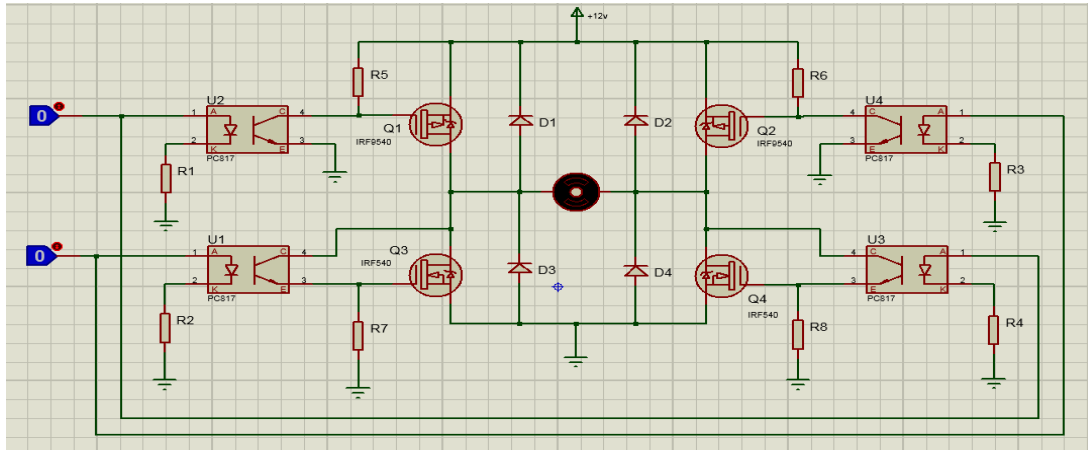 +12v
R5
R6
U2
U4
0
1
A
C
4
4
C
A
1
Q1
Q2
D1
D2
2
K
E
3
3
E
K
2
IRF9540
IRF9540
PC817
PC817
R1
R3
U1
U3
0
1
A
C
4
Q3
4
C
A
1
IRF540
D3
D4
2
K
E
3
3
E
K
2
PC817
PC817
Q4
IRF540
R2
R7
R8
R4